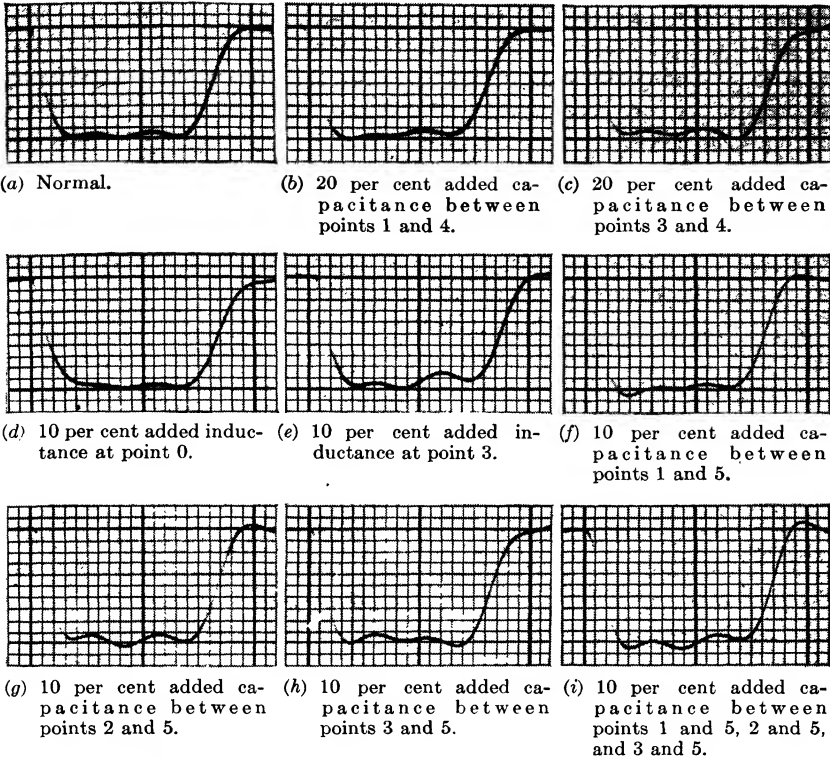 (a) Normal.
(b) 20 per cent added ca-
pacitance between
points 1 and 4.
(c) 20 per cent added ca-
pacitance between
points 3 and 4.
(d) 10 per cent added induc-
tance at point 0.
(e) 10 per cent added in-
ductance at point 3.
(f) 10 per cent added ca-
pacitance between
points 1 and 5.
(g) 10 per cent added ca-
pacitance between
points 2 and 5.
(h) 10 per cent added ca-
pacitance between
points 3 and 5.
(i) 10 per cent added ca-
pacitance between
points 1 and 5, 2 and 5,
and 3 and 5.